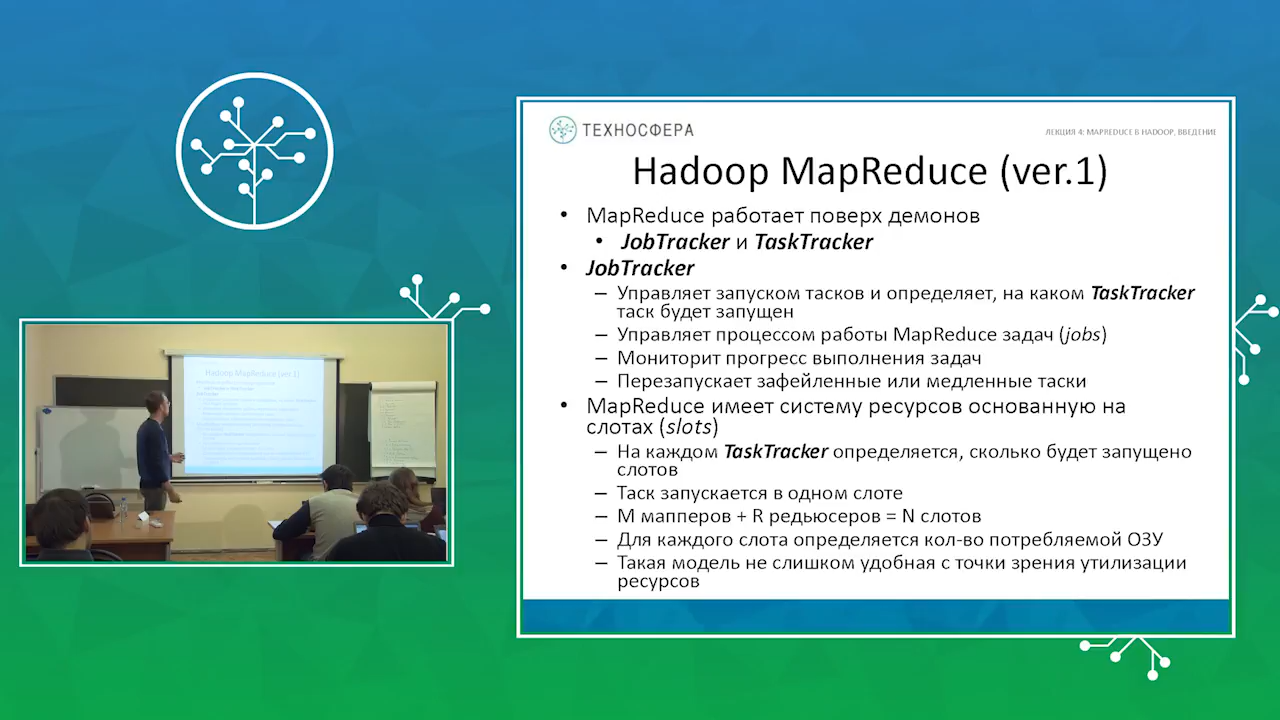 ТЕХНОСФЕРА
ЛЕКЦИЯ 4: MAPREDUCE В HADOOP, ВВЕДЕНИЕ
Hadoop MapReduce (ver.1)
• MapReduce работает поверх демонов
• JobTracker и TaskTracker
• JobTracker
– Управляет запуском тасков и определяет, на каком TaskTracker
таск будет запущен
– Управляет процессом работы MapReduce задач (jobs)
– Мониторит прогресс выполнения задач
– Перезапускает зафейленные или медленные таски
• MapReduce имеет систему ресурсов основанную на
слотах (slots)
– На каждом TaskTracker определяется, сколько будет запущено
слотов
– Таск запускается в одном слоте
– M мапперов + R редьюсеров = N слотов
– Для каждого слота определяется кол-во потребляемой ОЗУ
– Такая модель не слишком удобная с точки зрения утилизации
ресурсов
Hadoop MapReduce (ver.1)